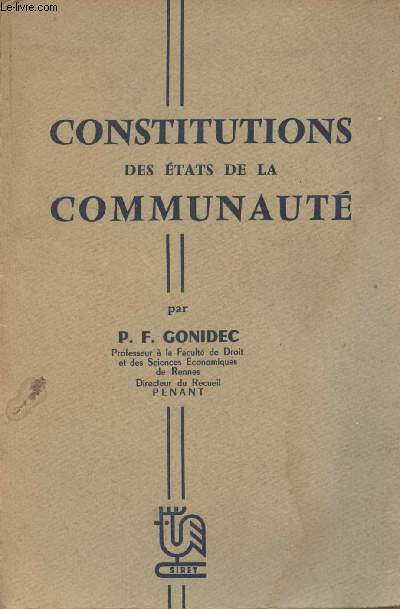 Le-livre.com
CONSTITUTIONS
DES ÉTATS DE LA
COMMUNAUTÉ
par
P. F. GONIDEC
Professeur à la Faculté de Droit
et des Sciences Economiques
de Rennes
Directeur du Recueil
PENANT
SIREY